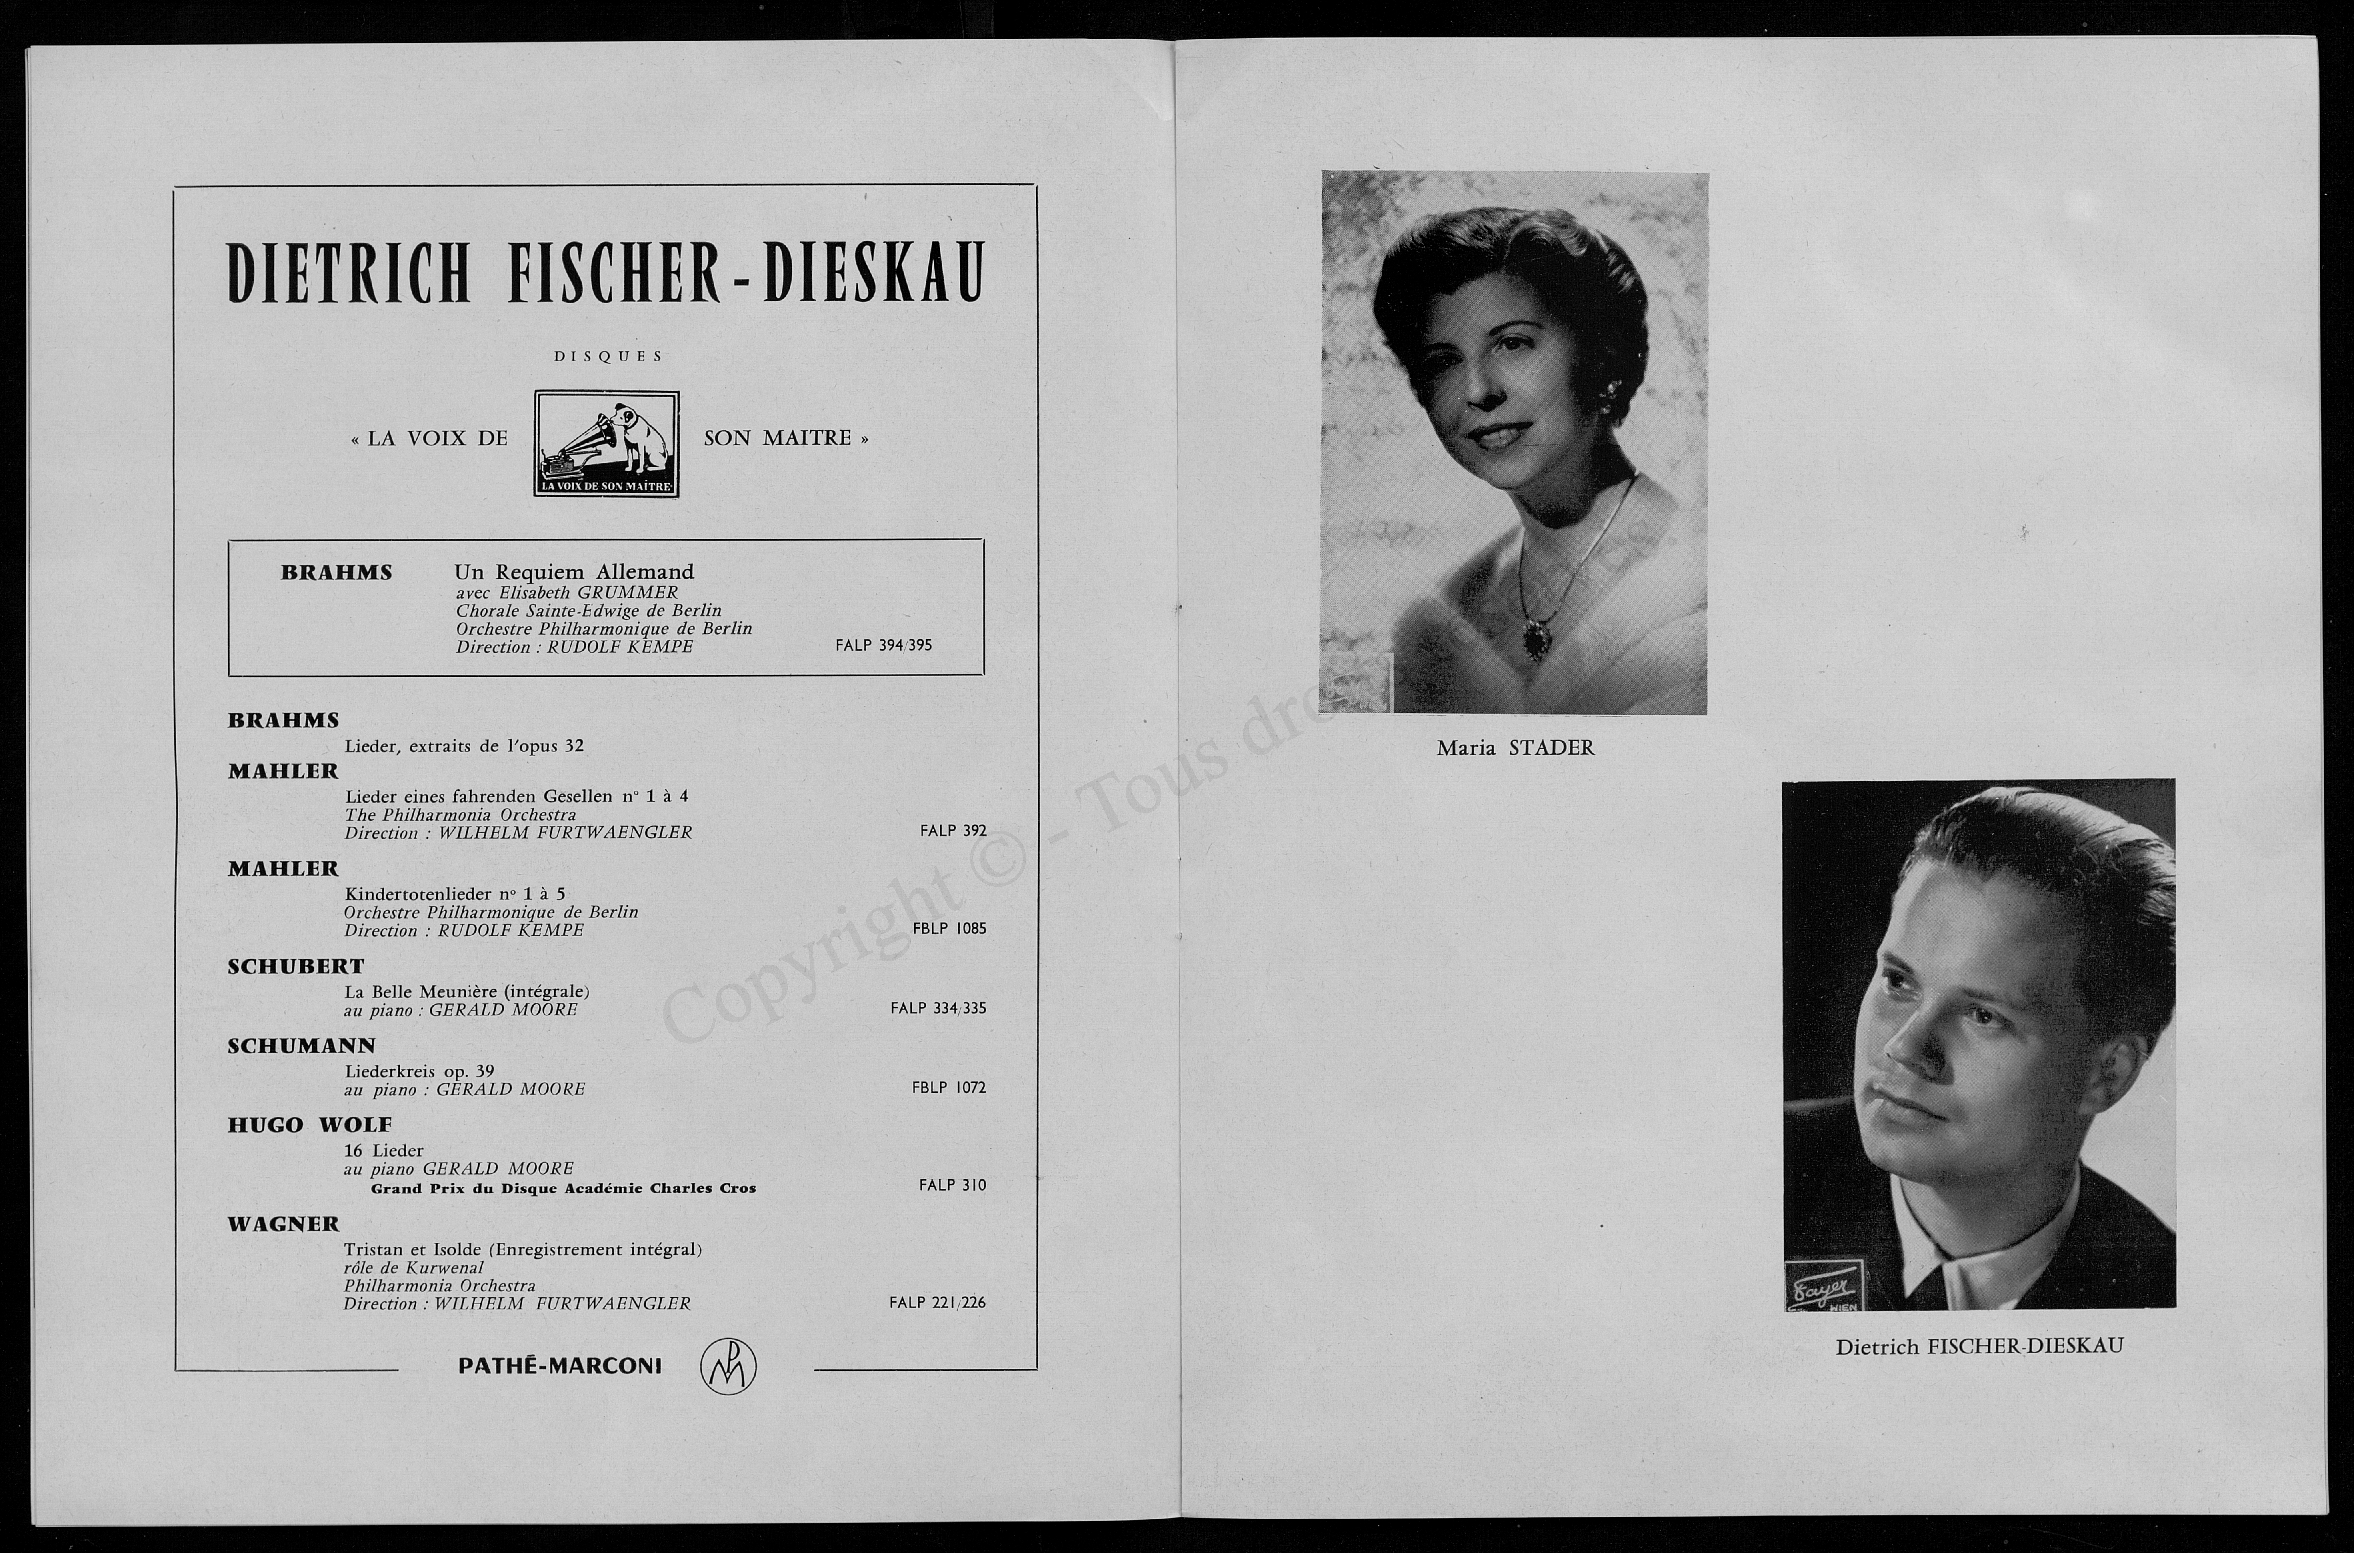 DIETRICH FISCHER-DIESKAU
DISQUES
« LA VOIX DE SON MAITRE »
LA VOIX DE SON MAÎTRE
BRAHMS Un Requiem Allemand
avec Elisabeth GRUMMER
Chorale Sainte-Edwige de Berlin
Orchestre Philharmonique de Berlin
Direction : RUDOLF KEMPE FALP 394/395
BRAHMS
Lieder, extraits de l'opus 32
MAHLER
Lieder eines fahrenden Gesellen n° 1 à 4
The Philharmonia Orchestra
Direction : WILHELM FURTWAENGLER FALP 392
MAHLER
Kindertotenlieder nº 1 à 5
Orchestre Philharmonique de Berlin
Direction : RUDOLF KEMPE FBLP 1085
SCHUBERT
La Belle Meunière (intégrale)
au piano : GERALD MOORE FALP 334/335
SCHUMANN
Liederkreis op. 39
au piano : GERALD MOORE FBLP 1072
HUGO WOLF
16 Lieder
au piano GERALD MOORE
Grand Prix du Disque Académie Charles Cros FALP 310
WAGNER
Tristan et Isolde (Enregistrement intégral)
rôle de Kurwenal
Philharmonia Orchestra
Direction : WILHELM FURTWAENGLER FALP 221/226
PATHÉ-MARCONI
Maria STADER
Fayer
WIEN
Dietrich FISCHER-DIESKAU
Copyright © - Tous